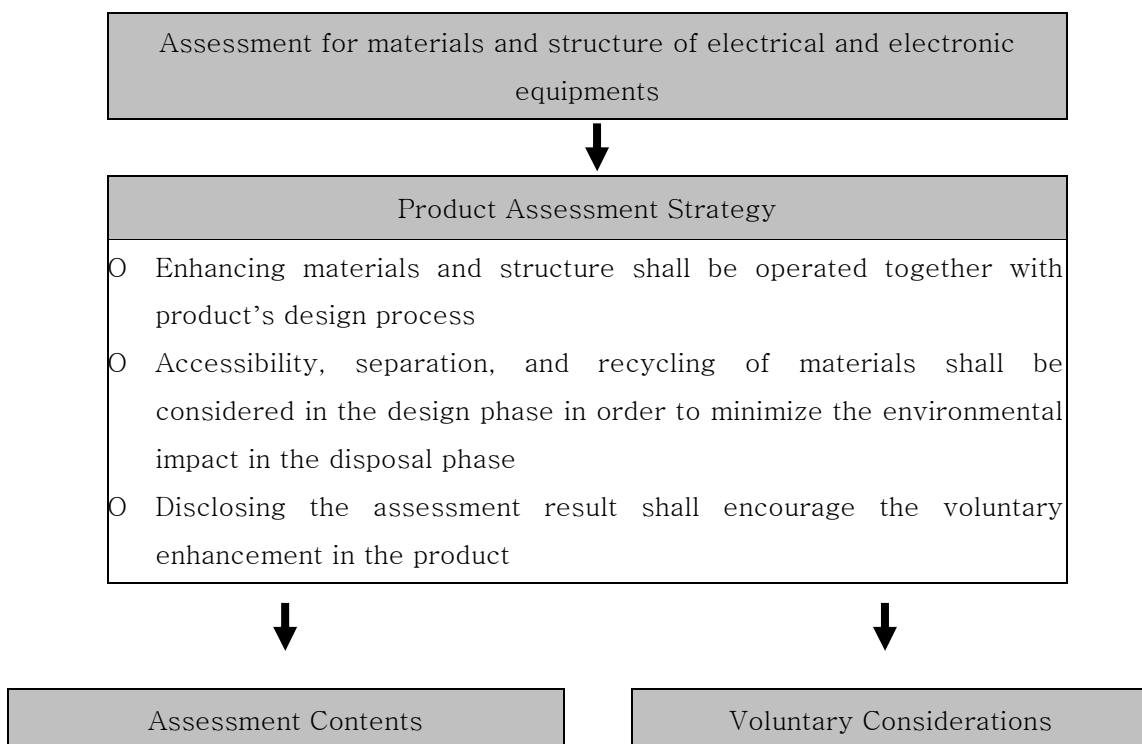 Assessment for materials and structure of electrical and electronic
equipments
Product Assessment Strategy
O Enhancing materials and structure shall be operated together with
product’s design process
O Accessibility, separation, and recycling of materials shall be
considered in the design phase in order to minimize the environmental
impact in the disposal phase
O Disclosing the assessment result shall encourage the voluntary
enhancement in the product
Assessment Contents
Voluntary Considerations